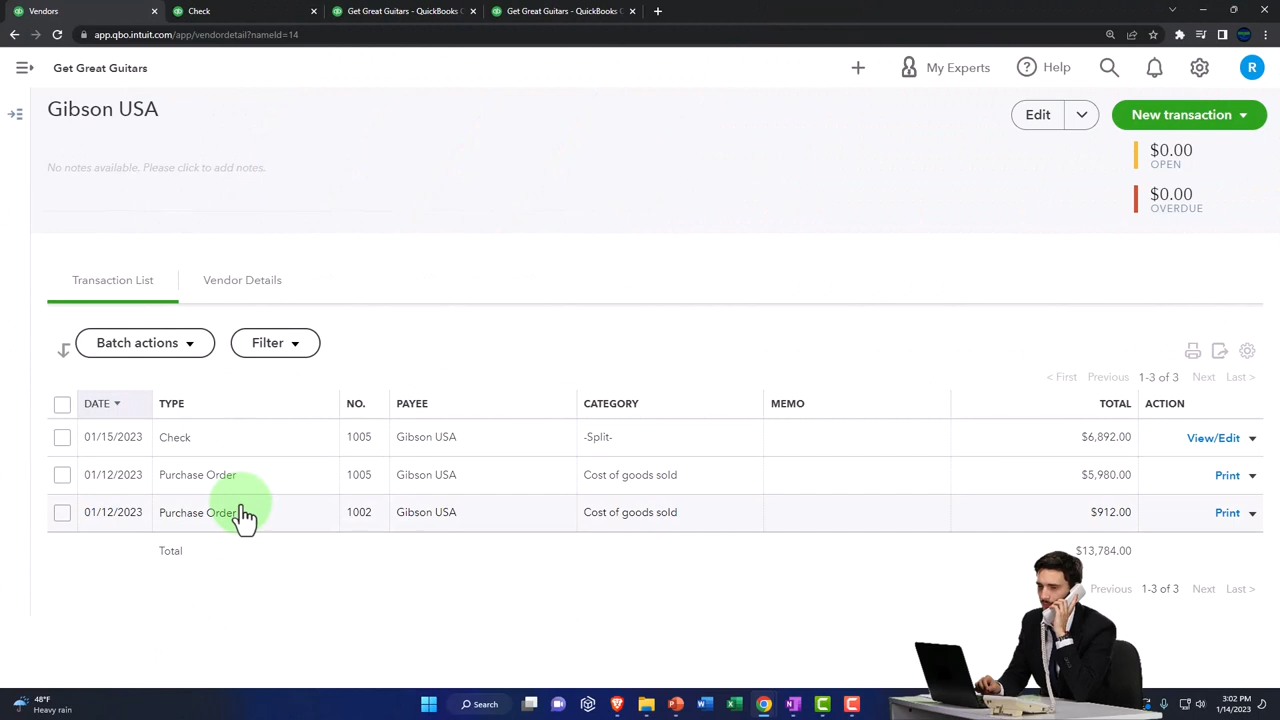 Vendors
Check
Get Great Guitars - QuickBooks C
Get Great Guitars - QuickBooks C
app.qbo.intuit.com/app/vendordetail?nameId=14
Get Great Guitars
My Experts
Help
R
Gibson USA
Edit
New transaction
No notes available. Please click to add notes.
$0.00
OPEN
$0.00
OVERDUE
Transaction List
Vendor Details
Batch actions
Filter
< First Previous 1-3 of 3 Next Last >
DATE TYPE NO. PAYEE CATEGORY MEMO TOTAL ACTION
01/15/2023 Check 1005 Gibson USA -Split- $6,892.00 View/Edit
01/12/2023 Purchase Order 1005 Gibson USA Cost of goods sold $5,980.00 Print
01/12/2023 Purchase Order 1002 Gibson USA Cost of goods sold $912.00 Print
Total $13,784.00
Previous 1-3 of 3 Next Last >
48°F
Heavy rain
Search
3:02 PM
1/14/2023